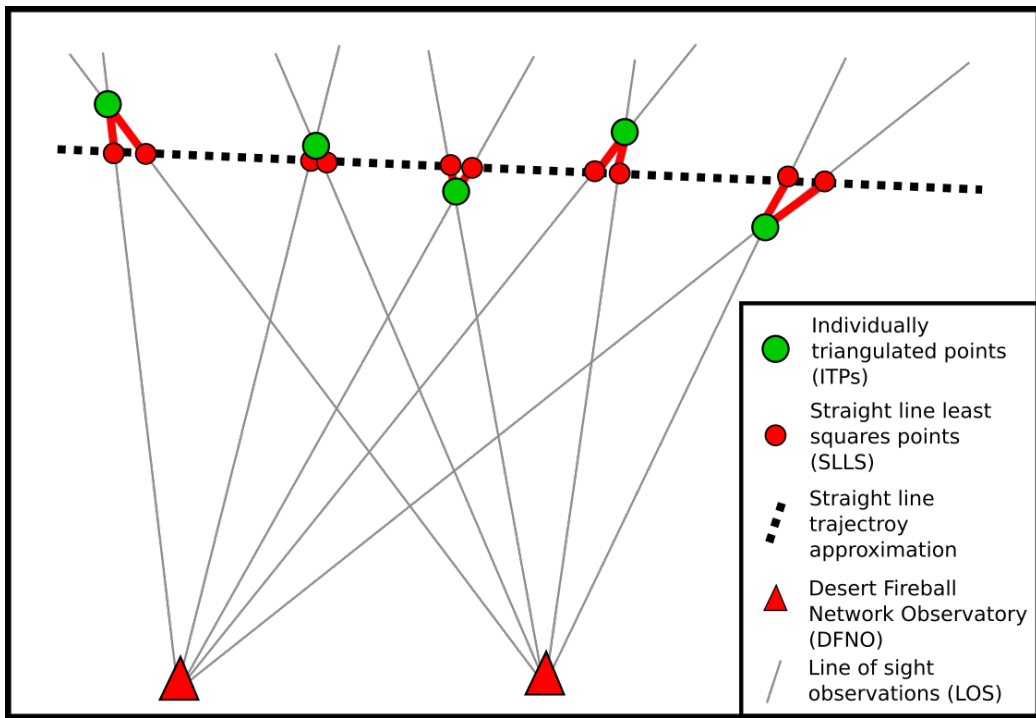 Individually
triangulated points
(ITPs)
Straight line least
squares points
(SLLS)
Straight line
trajectroy
approximation
Desert Fireball
Network Observatory
(DFNO)
Line of sight
observations (LOS)